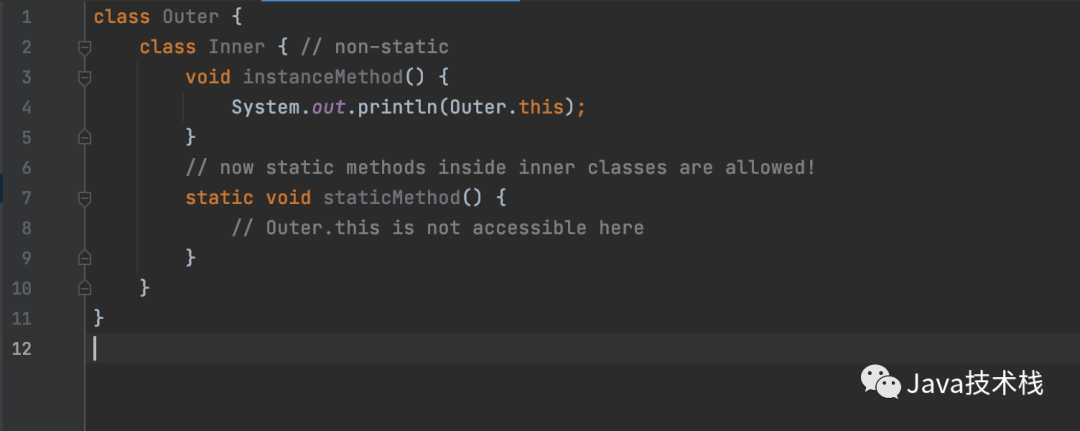 1 class Outer {
2 class Inner { // non-static
3 void instanceMethod() {
4 System.out.println(Outer.this);
5 }
6 // now static methods inside inner classes are allowed!
7 static void staticMethod() {
8 // Outer.this is not accessible here
9 }
10 }
11 }
12
Java技术栈